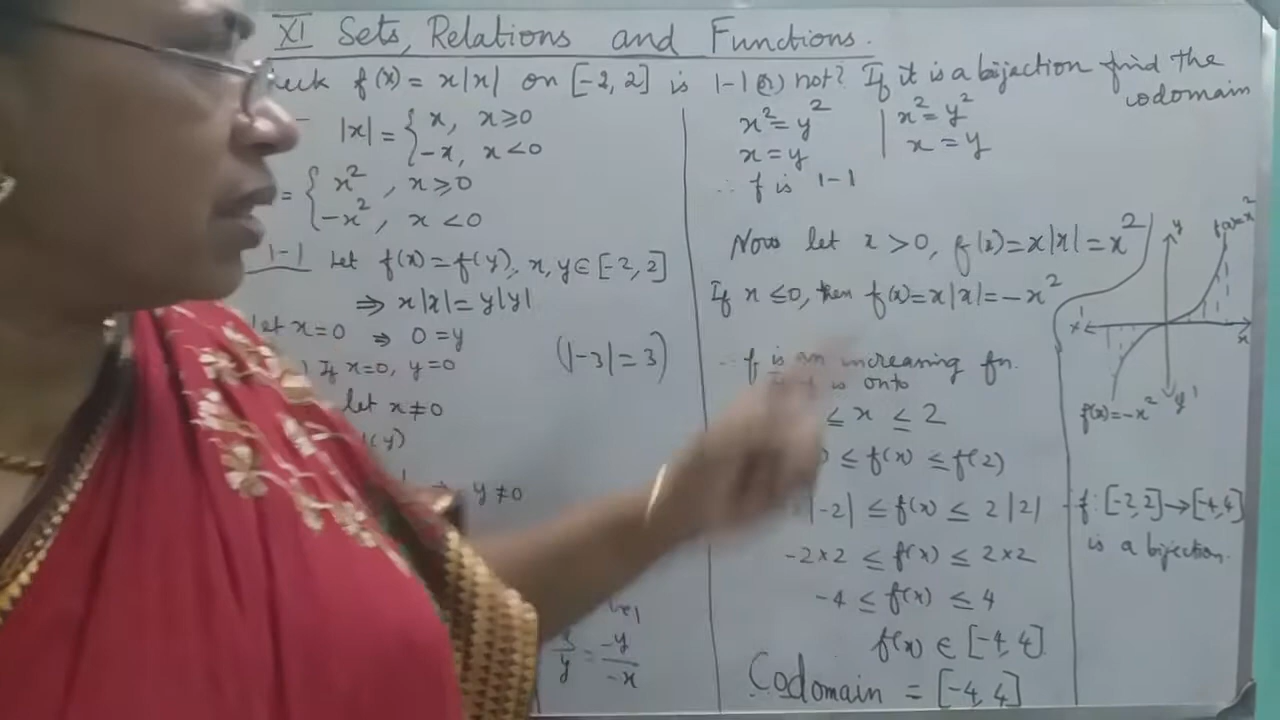 XI Sets, Relations and Functions.
heck f(x) = x|x| on [-2, 2] is 1-1 (or) not? If it is a bijection find the
codomain
|x| = { x, x ≥ 0
-x, x < 0
= { x², x ≥ 0
-x², x < 0
1-1 Let f(x) = f(y), x, y ∈ [-2, 2]
⇒ x|x| = y|y|
let x = 0 ⇒ 0 = y
If x = 0, y = 0
(|-3| = 3)
let x ≠ 0
(y)
⇒ y ≠ 0
y = -y
-x
x² = y²
x = y
x² = y²
x = y
∴ f is 1-1
Now let x > 0, f(x) = x|x| = x²
If x ≤ 0, then f(x) = x|x| = -x²
∴ f is an increasing fn.
is onto
≤ x ≤ 2
≤ f(x) ≤ f(2)
|-2| ≤ f(x) ≤ 2|2|
-2×2 ≤ f(x) ≤ 2×2
-4 ≤ f(x) ≤ 4
f(x) ∈ [-4, 4]
Codomain = [-4, 4]
y
f(x) = x²
x'
x
f(x) = -x²
y'
f: [-2, 2] → [-4, 4]
is a bijection.